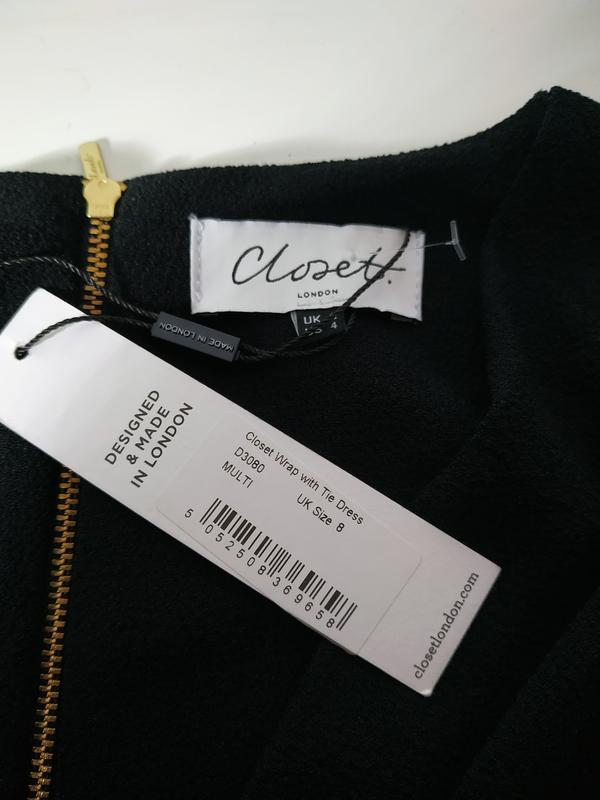 Closet
LONDON
UK
4
MADE IN LONDON
DESIGNED
& MADE
IN LONDON
Closet Wrap with Tie Dress
D3080
MULTI UK Size 8
5 052508 369658
closetlondon.com